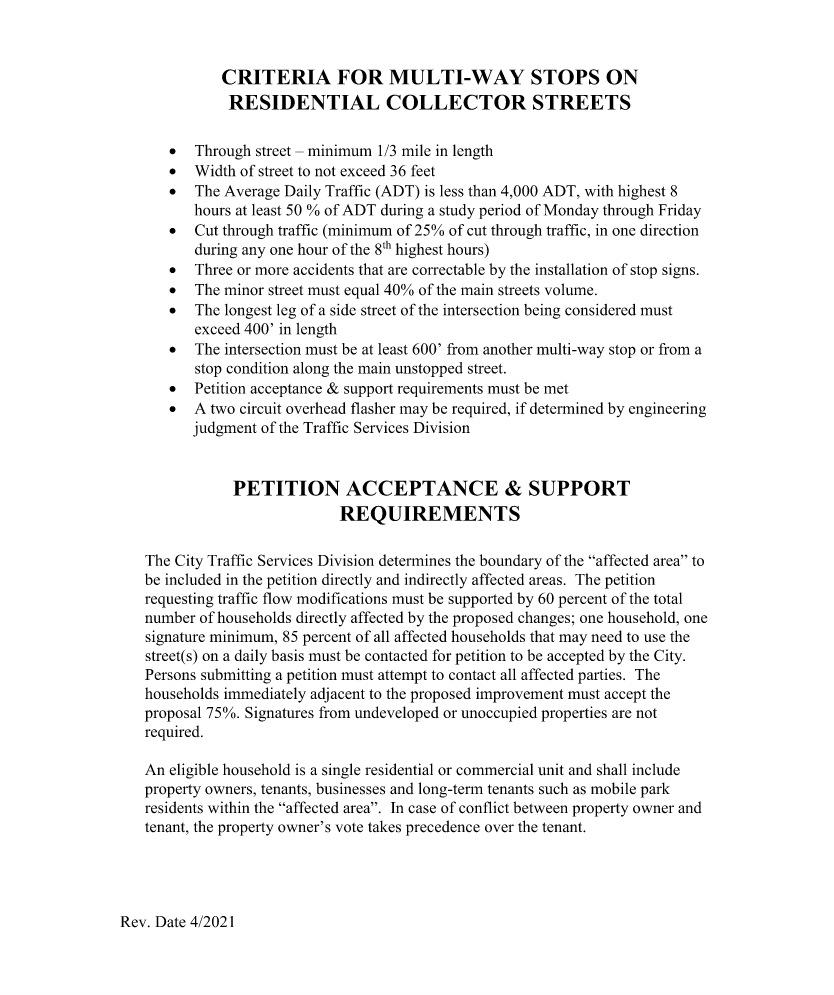 CRITERIA FOR MULTI-WAY STOPS ON
RESIDENTIAL COLLECTOR STREETS
• Through street – minimum 1/3 mile in length
• Width of street to not exceed 36 feet
• The Average Daily Traffic (ADT) is less than 4,000 ADT, with highest 8
hours at least 50 % of ADT during a study period of Monday through Friday
• Cut through traffic (minimum of 25% of cut through traffic, in one direction
during any one hour of the 8th highest hours)
• Three or more accidents that are correctable by the installation of stop signs.
• The minor street must equal 40% of the main streets volume.
• The longest leg of a side street of the intersection being considered must
exceed 400’ in length
• The intersection must be at least 600’ from another multi-way stop or from a
stop condition along the main unstopped street.
• Petition acceptance & support requirements must be met
• A two circuit overhead flasher may be required, if determined by engineering
judgment of the Traffic Services Division
PETITION ACCEPTANCE & SUPPORT
REQUIREMENTS
The City Traffic Services Division determines the boundary of the “affected area” to
be included in the petition directly and indirectly affected areas.  The petition
requesting traffic flow modifications must be supported by 60 percent of the total
number of households directly affected by the proposed changes; one household, one
signature minimum, 85 percent of all affected households that may need to use the
street(s) on a daily basis must be contacted for petition to be accepted by the City.
Persons submitting a petition must attempt to contact all affected parties.  The
households immediately adjacent to the proposed improvement must accept the
proposal 75%. Signatures from undeveloped or unoccupied properties are not
required.
An eligible household is a single residential or commercial unit and shall include
property owners, tenants, businesses and long-term tenants such as mobile park
residents within the “affected area”.  In case of conflict between property owner and
tenant, the property owner’s vote takes precedence over the tenant.
Rev. Date 4/2021